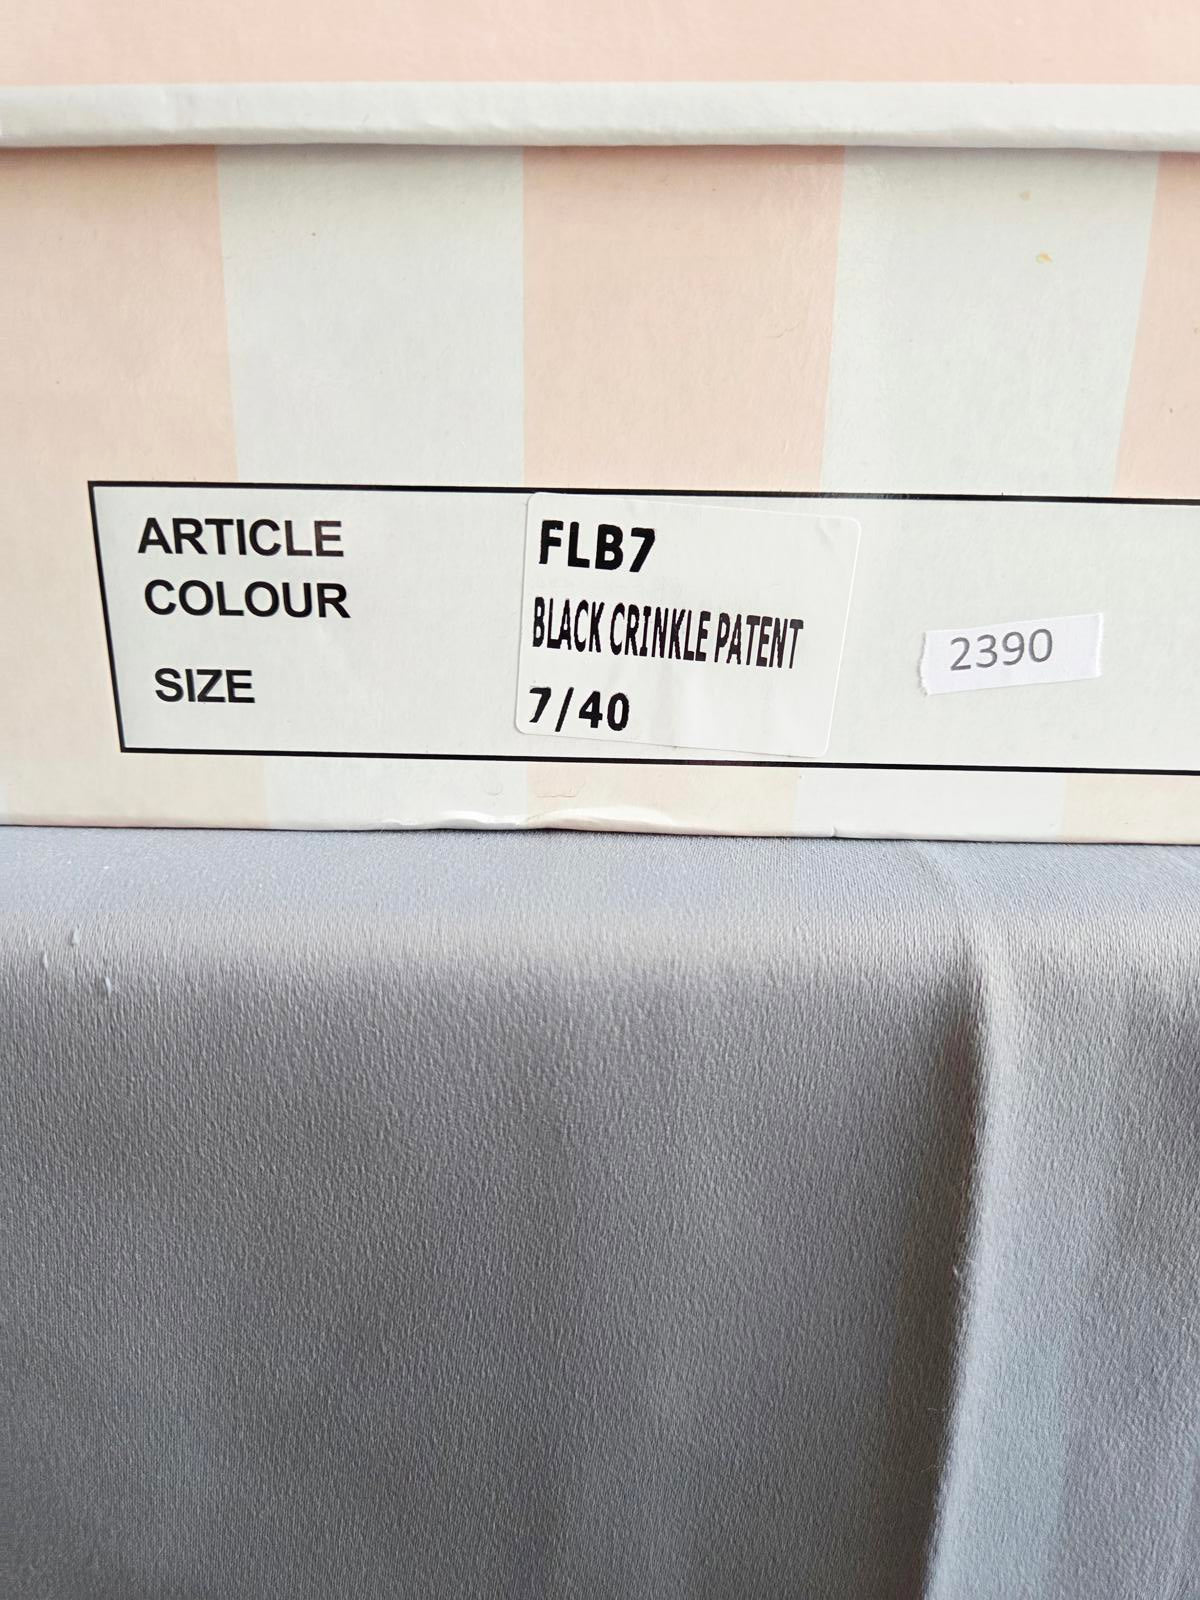 ARTICLE FLB7
COLOUR BLACK CRINKLE PATENT
SIZE 7/40
2390